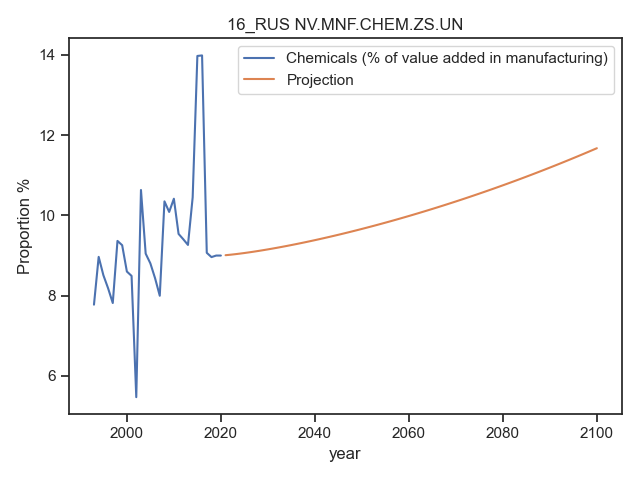 16_RUS NV.MNF.CHEM.ZS.UN
Chemicals (% of value added in manufacturing)
Projection
Proportion %
14
12
10
8
6
2000
2020
2040
2060
2080
2100
year